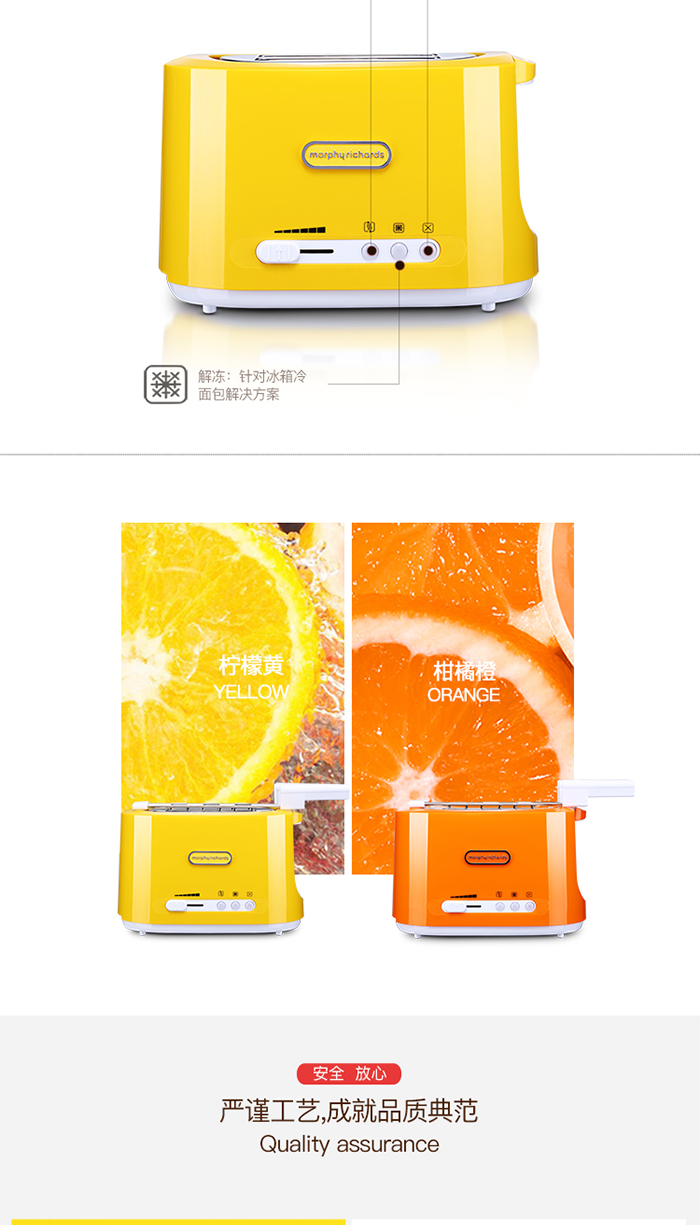 morphy richards
解冻：针对冰箱冷
面包解决方案
柠檬黄
YELLOW
柑橘橙
ORANGE
morphy richards
morphy richards
安全 放心
严谨工艺,成就品质典范
Quality assurance